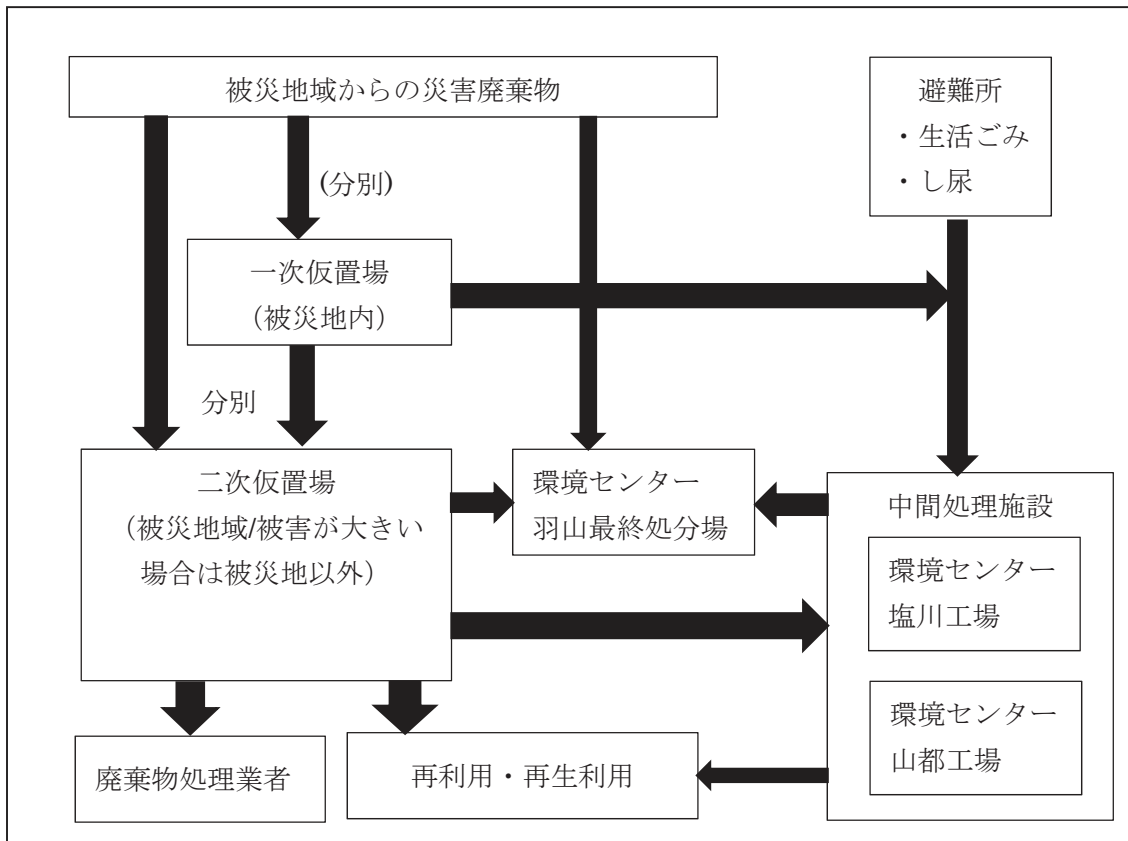 被災地域からの災害廃棄物
避難所
・生活ごみ
・し尿
(分別)
一次仮置場
（被災地内）
分別
二次仮置場
（被災地域/被害が大きい
場合は被災地以外）
環境センター
羽山最終処分場
中間処理施設
環境センター
塩川工場
環境センター
山都工場
廃棄物処理業者
再利用・再生利用